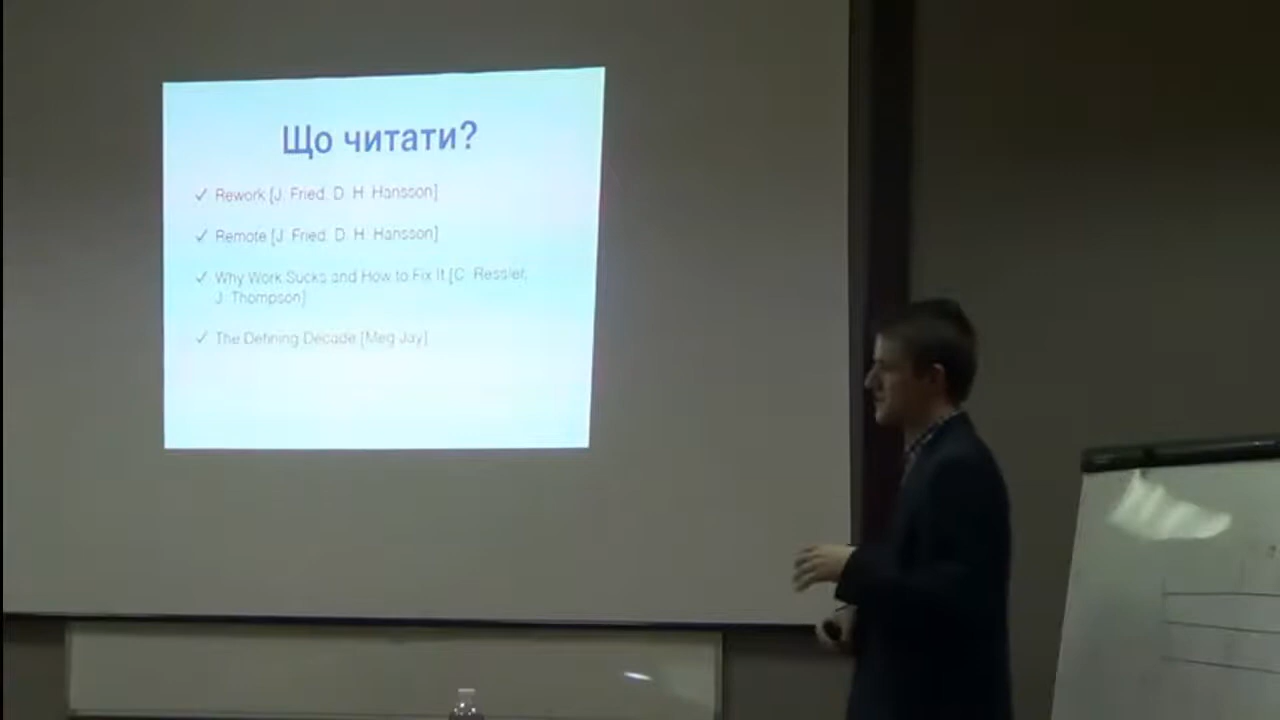 Що читати?
✓ Rework [J. Fried, D. H. Hansson]
✓ Remote [J. Fried, D. H. Hansson]
✓ Why Work Sucks and How to Fix It [C. Ressler,
J. Thompson]
✓ The Defining Decade [Meg Jay]